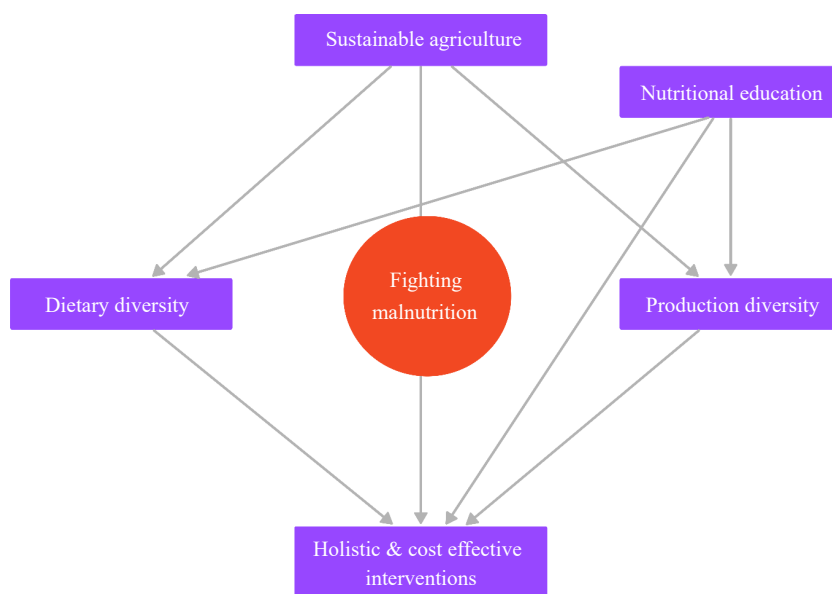 Sustainable agriculture
Nutritional education
Fighting
malnutrition
Dietary diversity
Production diversity
Holistic & cost effective
interventions